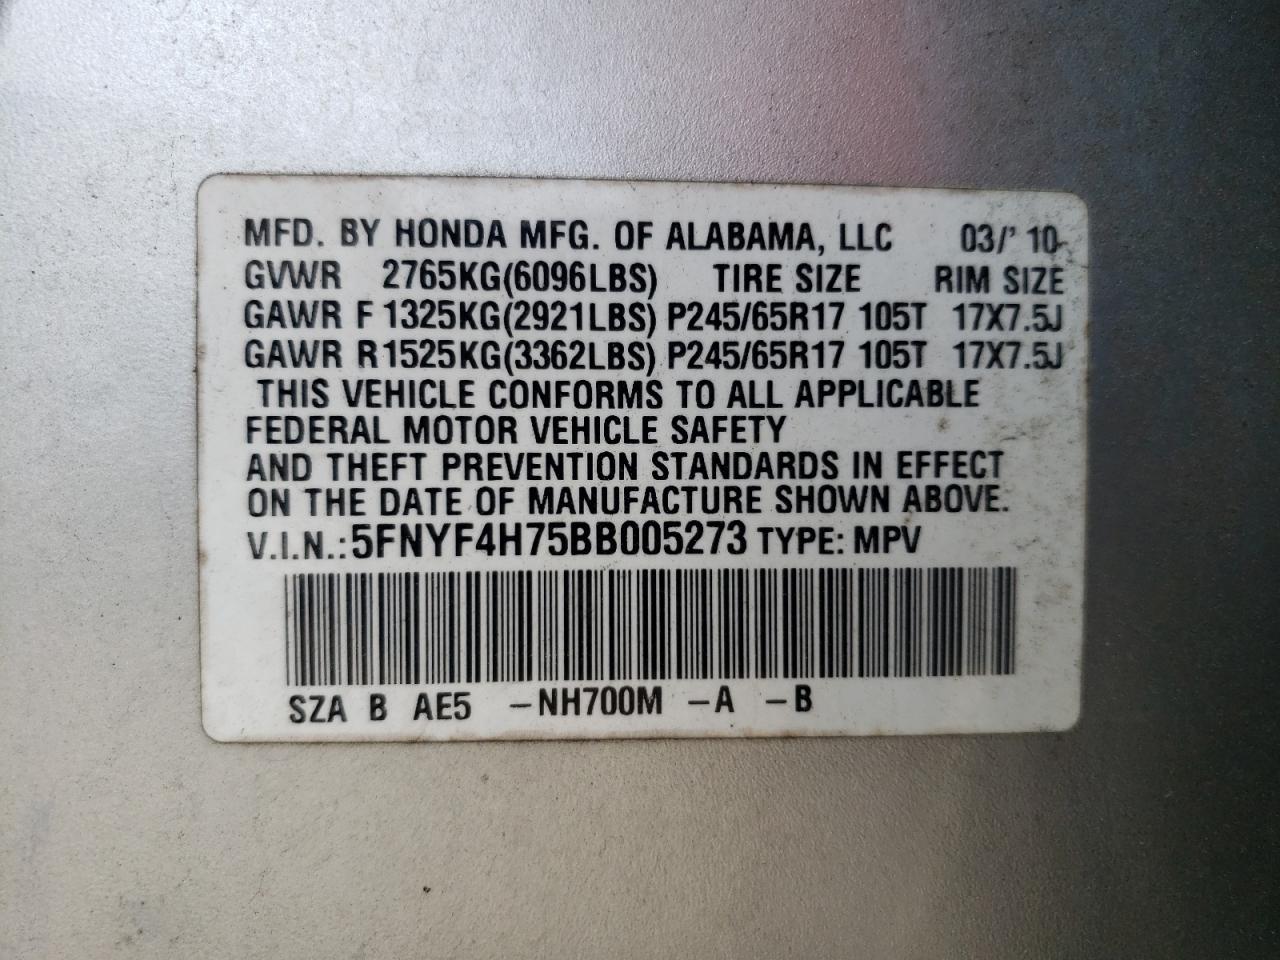 MFD. BY HONDA MFG. OF ALABAMA, LLC 03/' 10
GVWR 2765KG(6096LBS) TIRE SIZE RIM SIZE
GAWR F 1325KG(2921LBS) P245/65R17 105T 17X7.5J
GAWR R1525KG(3362LBS) P245/65R17 105T 17X7.5J
THIS VEHICLE CONFORMS TO ALL APPLICABLE
FEDERAL MOTOR VEHICLE SAFETY
AND THEFT PREVENTION STANDARDS IN EFFECT
ON THE DATE OF MANUFACTURE SHOWN ABOVE.
V.I.N.: 5FNYF4H75BB005273 TYPE: MPV
SZA B AE5 -NH700M -A -B